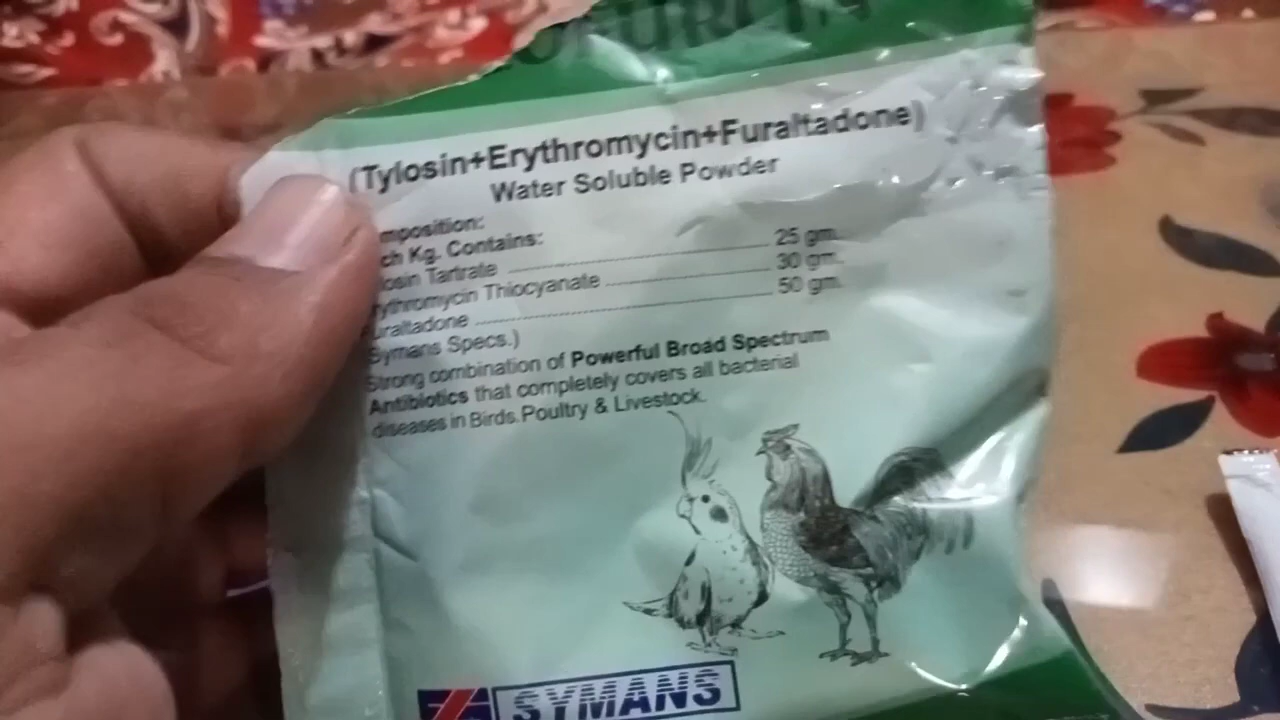 (Tylosin+Erythromycin+Furaltadone)
Water Soluble Powder
mposition:
ch Kg. Contains:
losin Tartrate 25 gm.
rythromycin Thiocyanate 30 gm.
uraltadone 50 gm.
Symans Specs.)
Strong combination of Powerful Broad Spectrum
Antibiotics that completely covers all bacterial
diseases in Birds.Poultry & Livestock.
SYMANS